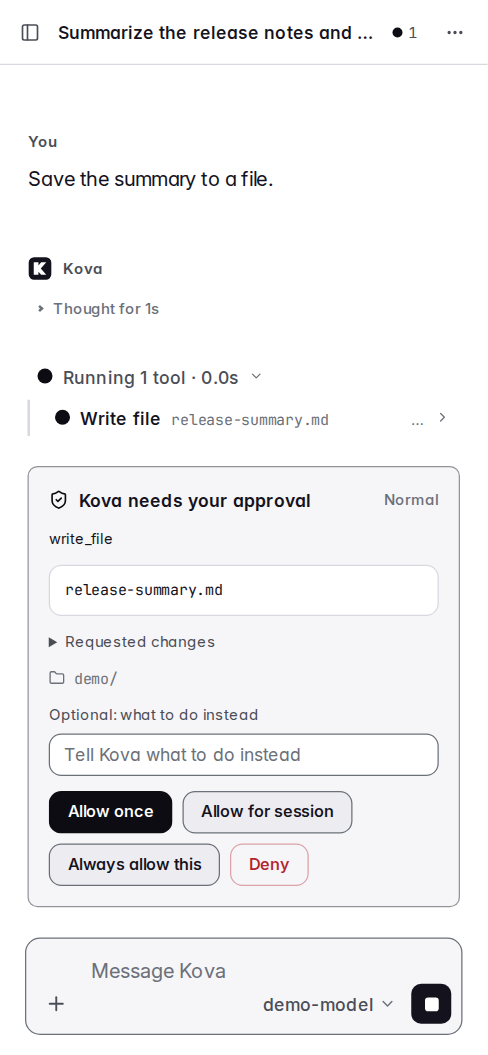 Summarize the release notes and ... 1
You
Save the summary to a file.
Kova
Thought for 1s
Running 1 tool · 0.0s
Write file release-summary.md ...
Kova needs your approval Normal
write_file
release-summary.md
Requested changes
demo/
Optional: what to do instead
Tell Kova what to do instead
Allow once Allow for session
Always allow this Deny
Message Kova
demo-model